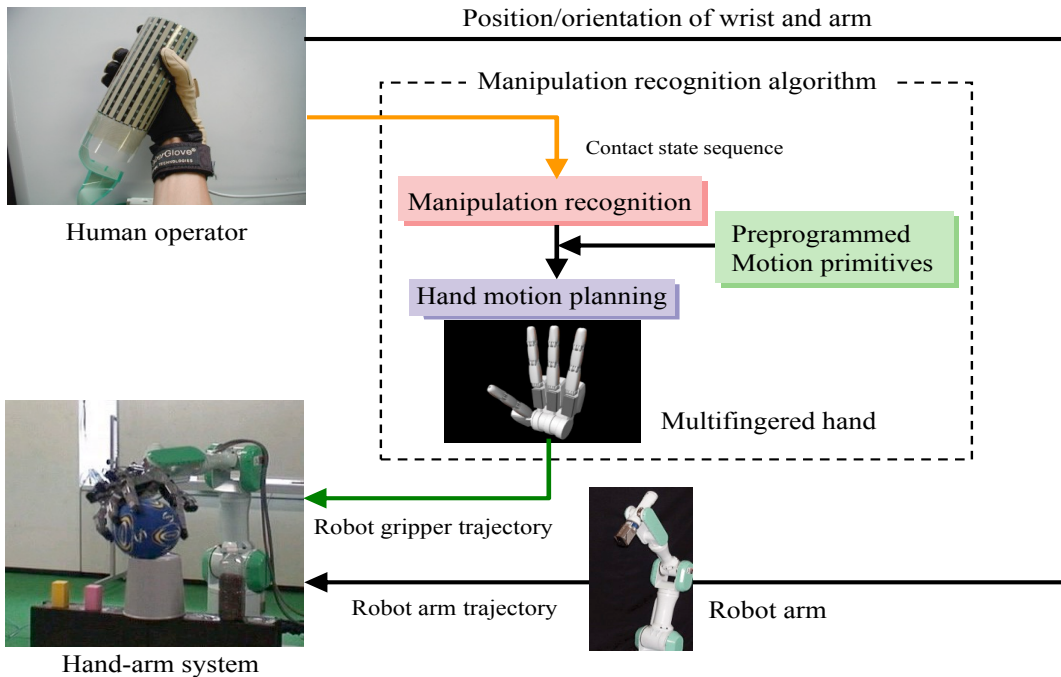 Position/orientation of wrist and arm
Manipulation recognition algorithm
Contact state sequence
Manipulation recognition
Human operator
Preprogrammed
Motion primitives
Hand motion planning
Multifingered hand
Robot gripper trajectory
Robot arm trajectory
Robot arm
Hand-arm system